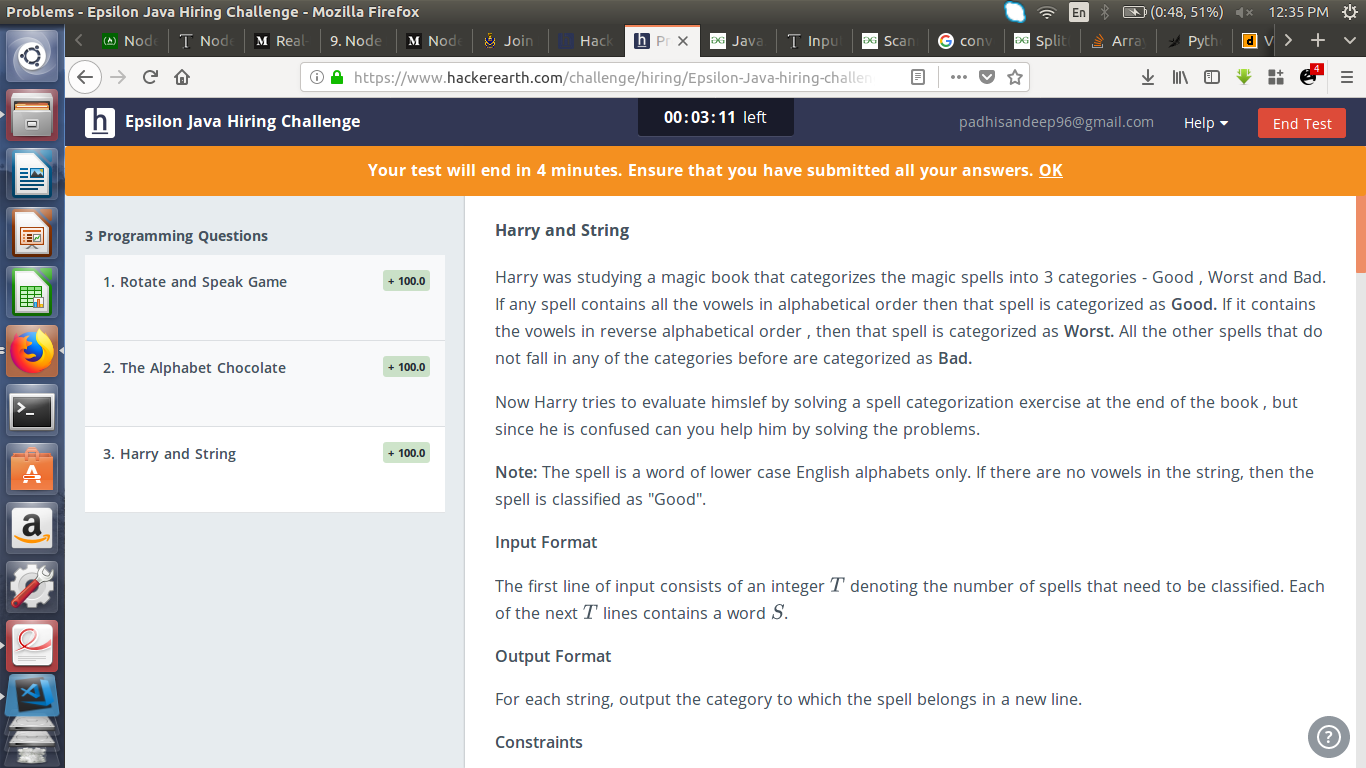 Problems - Epsilon Java Hiring Challenge - Mozilla Firefox
En
(0:48, 51%)
12:35 PM
Node
Node
Real-
9. Node
Node
Join
Hack
Pr
Java
Inpu
Scan
conv
Split
Arra
Pyth
V
https://www.hackerearth.com/challenge/hiring/Epsilon-Java-hiring-challen
4
h
Epsilon Java Hiring Challenge
00:03:11 left
padhisandeep96@gmail.com
Help
End Test
Your test will end in 4 minutes. Ensure that you have submitted all your answers. OK
3 Programming Questions
1. Rotate and Speak Game
+ 100.0
2. The Alphabet Chocolate
+ 100.0
3. Harry and String
+ 100.0
Harry and String
Harry was studying a magic book that categorizes the magic spells into 3 categories - Good , Worst and Bad.
If any spell contains all the vowels in alphabetical order then that spell is categorized as Good. If it contains
the vowels in reverse alphabetical order , then that spell is categorized as Worst. All the other spells that do
not fall in any of the categories before are categorized as Bad.
Now Harry tries to evaluate himslef by solving a spell categorization exercise at the end of the book , but
since he is confused can you help him by solving the problems.
Note: The spell is a word of lower case English alphabets only. If there are no vowels in the string, then the
spell is classified as "Good".
Input Format
The first line of input consists of an integer T denoting the number of spells that need to be classified. Each
of the next T lines contains a word S.
Output Format
For each string, output the category to which the spell belongs in a new line.
Constraints